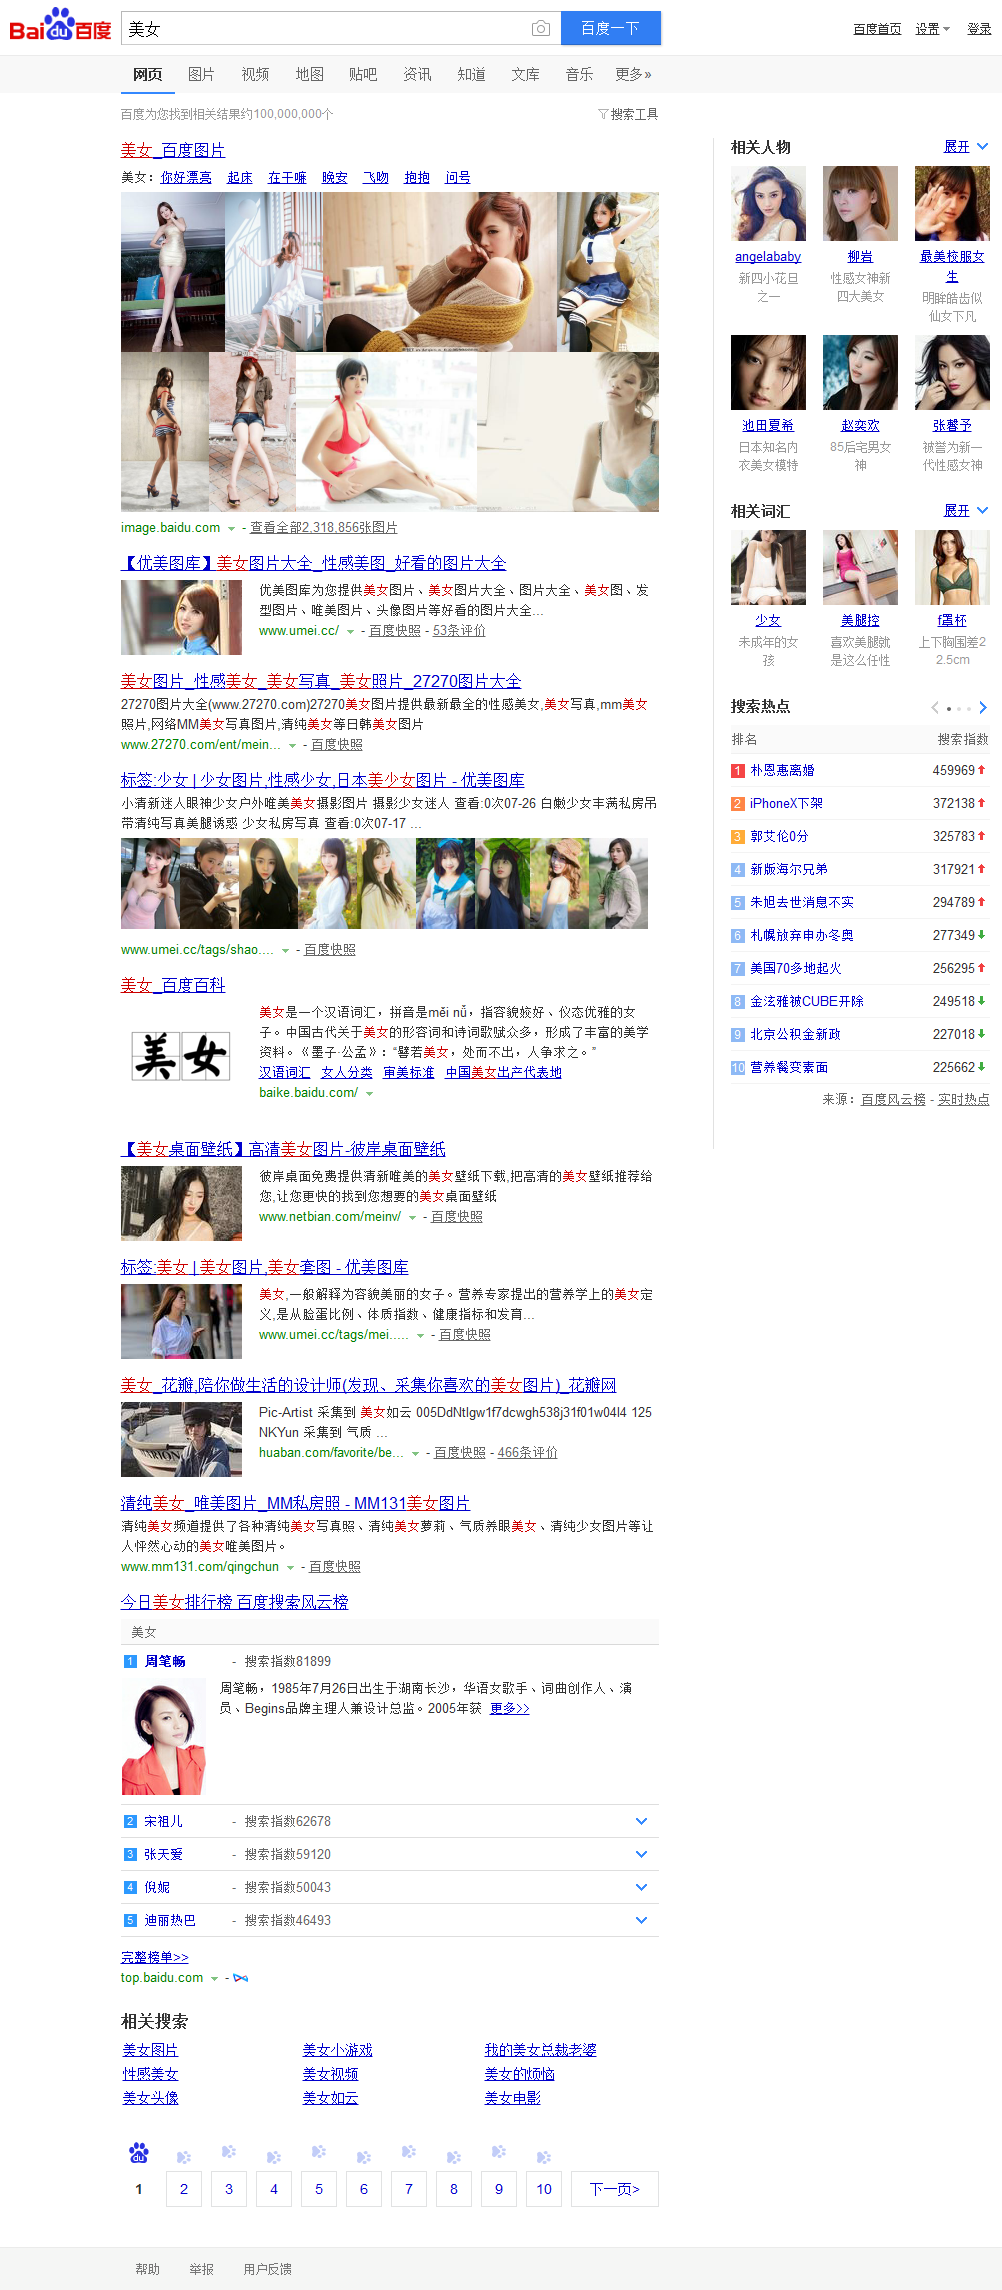 Bai du 百度
美女
百度一下
百度首页 设置 登录
网页 图片 视频 地图 贴吧 资讯 知道 文库 音乐 更多»
百度为您找到相关结果约100,000,000个
搜索工具
美女_百度图片
美女：你好漂亮 起床 在干嘛 晚安 飞吻 抱抱 问号
image.baidu.com - 查看全部2,318,856张图片
【优美图库】美女图片大全_性感美图_好看的图片大全
优美图库为您提供美女图片、美女图片大全、图片大全、美女图、发
型图片、唯美图片、头像图片等好看的图片大全...
www.umei.cc/ - 百度快照 - 53条评价
美女图片_性感美女_美女写真_美女照片_27270图片大全
27270图片大全(www.27270.com)27270美女图片提供最新最全的性感美女,美女写真,mm美女
照片,网络MM美女写真图片,清纯美女等日韩美女图片
www.27270.com/ent/mein... - 百度快照
标签:少女 | 少女图片,性感少女,日本美少女图片 - 优美图库
小清新迷人眼神少女户外唯美美女摄影图片 摄影少女迷人 查看:0次07-26 白嫩少女丰满私房吊
带清纯写真美腿诱惑 少女私房写真 查看:0次07-17 ...
www.umei.cc/tags/shao.... - 百度快照
美女_百度百科
美女
美女是一个汉语词汇，拼音是měi nǚ，指容貌姣好、仪态优雅的女
子。中国古代关于美女的形容词和诗词歌赋众多，形成了丰富的美学
资料。《墨子·公孟》：“譬若美女，处而不出，人争求之。”
汉语词汇 女人分类 审美标准 中国美女出产代表地
baike.baidu.com/
【美女桌面壁纸】高清美女图片-彼岸桌面壁纸
彼岸桌面免费提供清新唯美的美女壁纸下载,把高清的美女壁纸推荐给
您,让您更快的找到您想要的美女桌面壁纸
www.netbian.com/meinv/ - 百度快照
标签:美女 | 美女图片,美女套图 - 优美图库
美女,一般解释为容貌美丽的女子。营养专家提出的营养学上的美女定
义,是从脸蛋比例、体质指数、健康指标和发育...
www.umei.cc/tags/mei..... - 百度快照
美女_花瓣,陪你做生活的设计师(发现、采集你喜欢的美女图片)_花瓣网
Pic-Artist 采集到 美女如云 005DdNtlgw1f7dcwgh538j31f01w04l4 125
NKYun 采集到 气质 ...
huaban.com/favorite/be... - 百度快照 - 466条评价
清纯美女_唯美图片_MM私房照 - MM131美女图片
清纯美女频道提供了各种清纯美女写真照、清纯美女萝莉、气质养眼美女、清纯少女图片等让
人怦然心动的美女唯美图片。
www.mm131.com/qingchun - 百度快照
今日美女排行榜 百度搜索风云榜
美女
1 周笔畅 - 搜索指数81899
周笔畅，1985年7月26日出生于湖南长沙，华语女歌手、词曲创作人、演
员、Begins品牌主理人兼设计总监。2005年获 更多>>
2 宋祖儿 - 搜索指数62678
3 张天爱 - 搜索指数59120
4 倪妮 - 搜索指数50043
5 迪丽热巴 - 搜索指数46493
完整榜单>>
top.baidu.com -
相关搜索
美女图片 美女小游戏 我的美女总裁老婆
性感美女 美女视频 美女的烦恼
美女头像 美女如云 美女电影
du
1 2 3 4 5 6 7 8 9 10 下一页>
相关人物 展开
angelababy 柳岩 最美校服女
生
新四小花旦
之一
性感女神新
四大美女
明眸皓齿似
仙女下凡
池田夏希 赵奕欢 张馨予
日本知名内
衣美女模特
85后宅男女
神
被誉为新一
代性感女神
相关词汇 展开
少女 美腿控 f罩杯
未成年的女
孩
喜欢美腿就
是这么任性
上下胸围差2
2.5cm
搜索热点
排名 搜索指数
1 朴恩惠离婚 459969
2 iPhoneX下架 372138
3 郭艾伦0分 325783
4 新版海尔兄弟 317921
5 朱旭去世消息不实 294789
6 札幌放弃申办冬奥 277349
7 美国70多地起火 256295
8 金泫雅被CUBE开除 249518
9 北京公积金新政 227018
10 营养餐变素面 225662
来源：百度风云榜 - 实时热点
帮助 举报 用户反馈